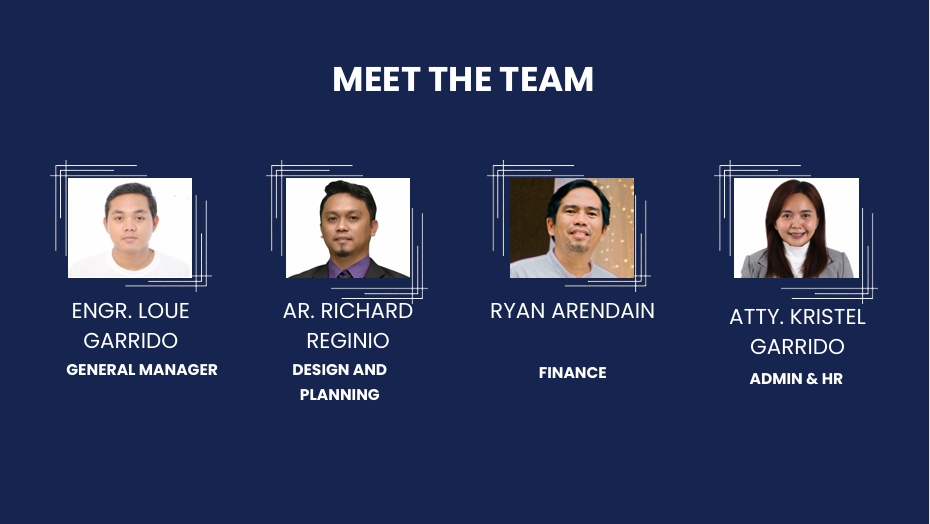 MEET THE TEAM
ENGR. LOUE
GARRIDO
GENERAL MANAGER
AR. RICHARD
REGINIO
DESIGN AND
PLANNING
RYAN ARENDAIN
FINANCE
ATTY. KRISTEL
GARRIDO
ADMIN & HR